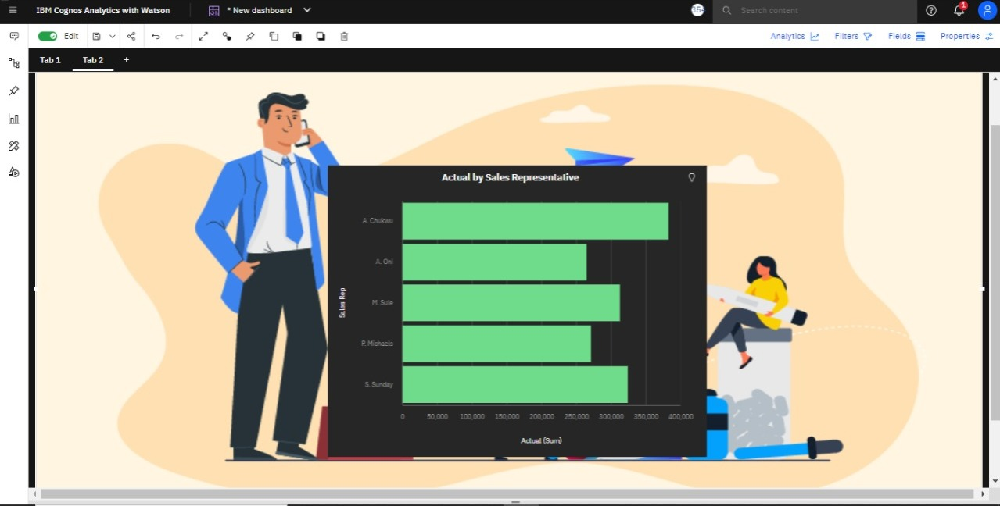 IBM Cognos Analytics with Watson
* New dashboard
354
Search content
1
Edit
Analytics
Filters
Fields
Properties
Tab 1
Tab 2
+
Actual by Sales Representative
Sales Rep
A. Chukwu
A. Oni
M. Sule
P. Michaels
S. Sunday
0 50,000 100,000 150,000 200,000 250,000 300,000 350,000 400,000
Actual (Sum)